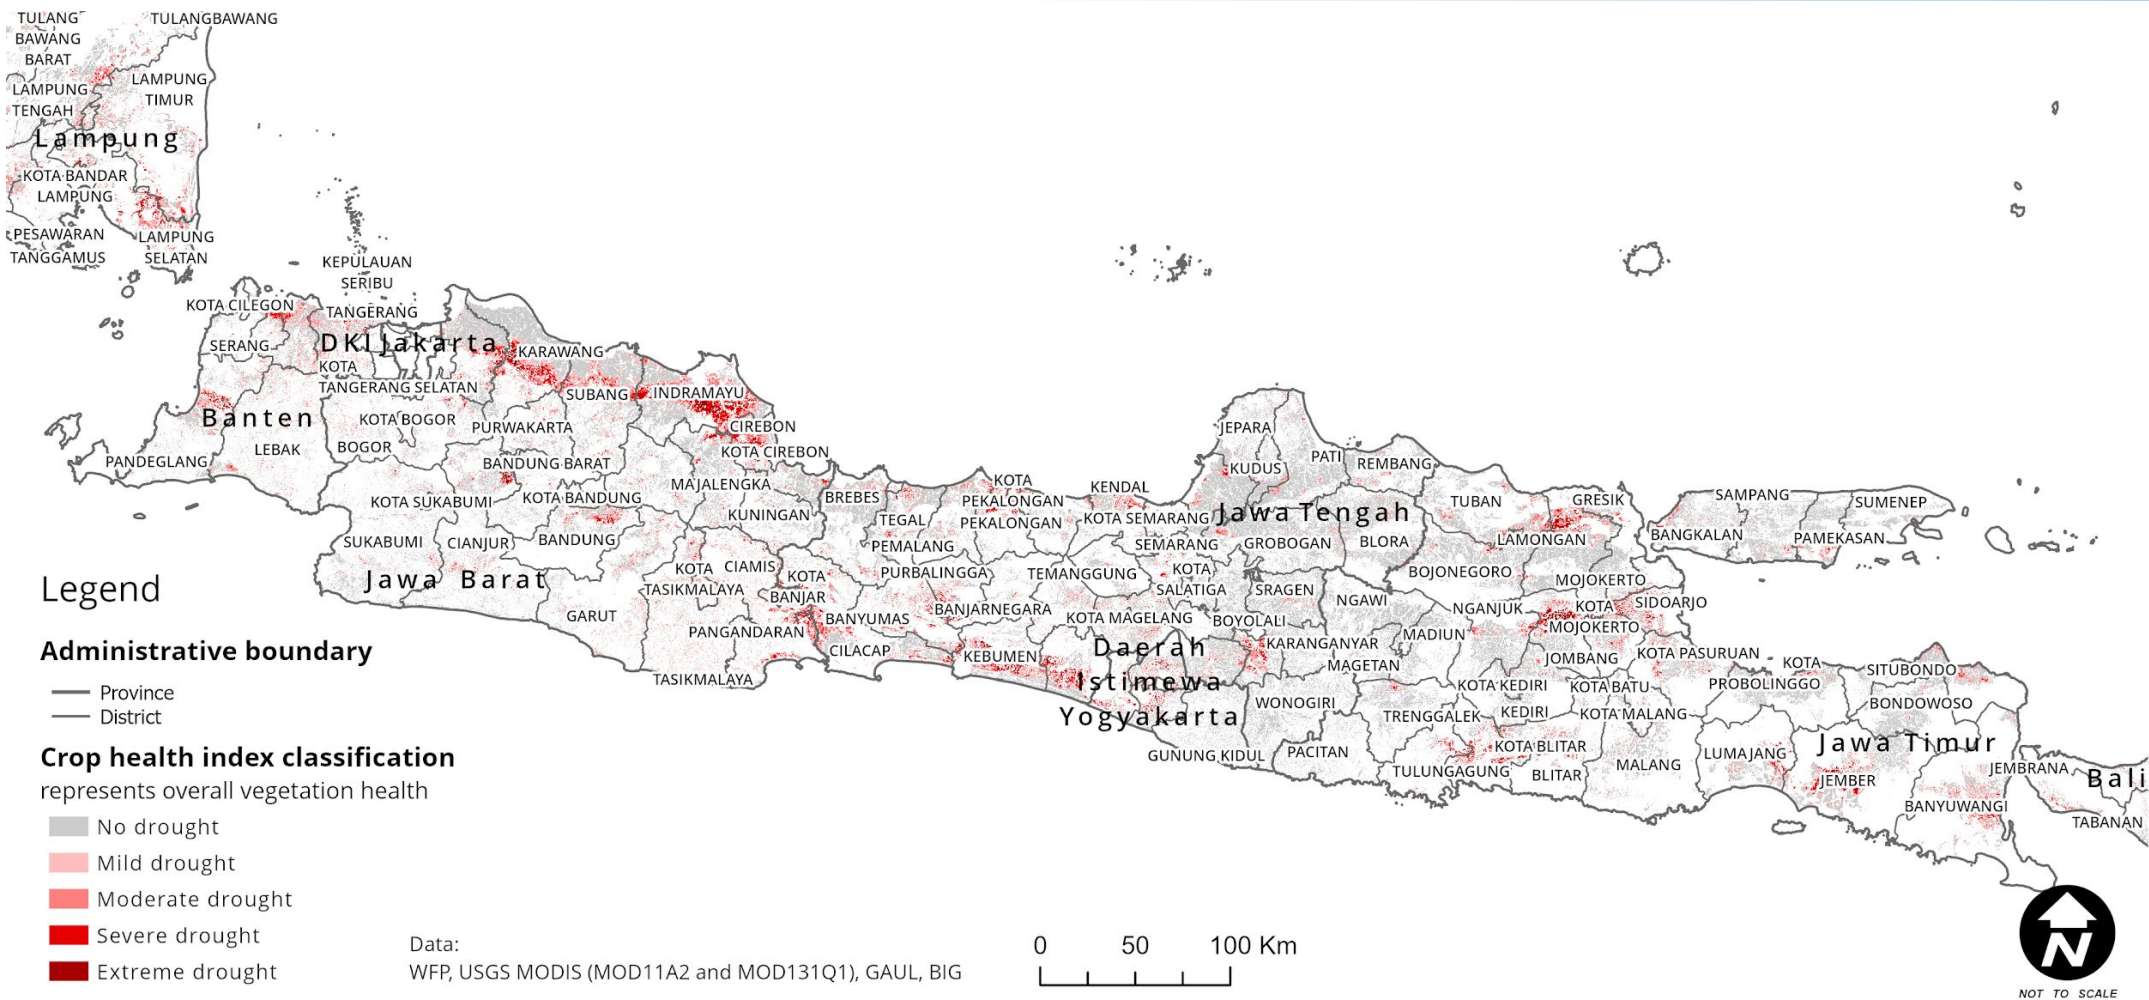 TULANG
BAWANG
BARAT
TULANGBAWANG
LAMPUNG
TIMUR
LAMPUNG
TENGAH
Lampung
KOTA BANDAR
LAMPUNG
PESAWARAN
TANGGAMUS
LAMPUNG
SELATAN
KEPULAUAN
SERIBU
KOTA CILEGON
TANGERANG
SERANG
DKI Jakarta
KOTA
TANGERANG SELATAN
KARAWANG
SUBANG
INDRAMAYU
Banten
KOTA BOGOR
PURWAKARTA
CIREBON
KOTA CIREBON
PANDEGLANG
LEBAK
BOGOR
BANDUNG BARAT
MAJALENGKA
KOTA SUKABUMI
KOTA BANDUNG
KUNINGAN
SUKABUMI
CIANJUR
BANDUNG
Jawa Barat
GARUT
KOTA
TASIKMALAYA
CIAMIS
KOTA
BANJAR
PANGANDARAN
TASIKMALAYA
BREBES
TEGAL
PEMALANG
KOTA
PEKALONGAN
PEKALONGAN
KENDAL
KOTA SEMARANG
SEMARANG
JEPARA
KUDUS
PATI
REMBANG
Jawa Tengah
GROBOGAN
BLORA
PURBALINGGA
BANJARNEGARA
BANYUMAS
CILACAP
KEBUMEN
TEMANGGUNG
KOTA
SALATIGA
KOTA MAGELANG
BOYOLALI
SRAGEN
KARANGANYAR
Daerah
Istimewa
Yogyakarta
GUNUNG KIDUL
WONOGIRI
PACITAN
TUBAN
GRESIK
LAMONGAN
BOJONEGORO
NGAWI
NGANJUK
MADIUN
MAGETAN
MOJOKERTO
KOTA
MOJOKERTO
SIDOARJO
JOMBANG
KOTA PASURUAN
KOTA KEDIRI
KOTA BATU
TRENGGALEK
KEDIRI
KOTA MALANG
KOTA BLITAR
TULUNGAGUNG
BLITAR
MALANG
BANGKALAN
SAMPANG
PAMEKASAN
SUMENEP
KOTA
PROBOLINGGO
SITUBONDO
BONDOWOSO
LUMAJANG
Jawa Timur
JEMBER
BANYUWANGI
JEMBRANA
Bali
TABANAN
Legend
Administrative boundary
Province
District
Crop health index classification
represents overall vegetation health
No drought
Mild drought
Moderate drought
Severe drought
Extreme drought
Data:
WFP, USGS MODIS (MOD11A2 and MOD131Q1), GAUL, BIG
0 50 100 Km
N
NOT TO SCALE